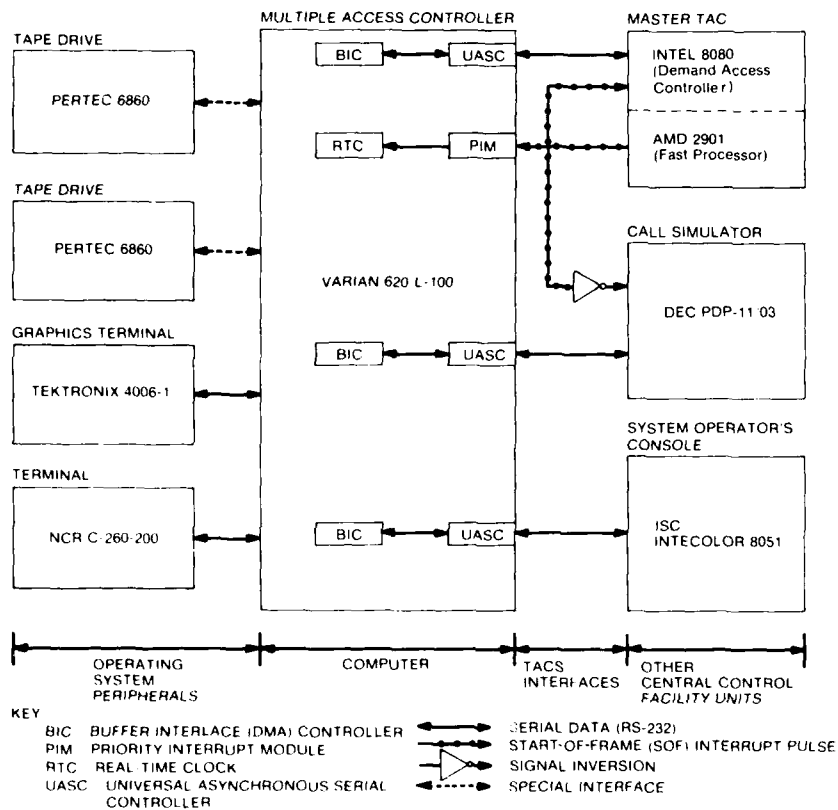 MULTIPLE ACCESS CONTROLLER
MASTER TAC
TAPE DRIVE
PERTEC 6860
BIC
UASC
INTEL 8080
(Demand Access
Controller)
RTC
PIM
AMD 2901
(Fast Processor)
TAPE DRIVE
PERTEC 6860
VARIAN 620 L-100
CALL SIMULATOR
DEC PDP-11 03
GRAPHICS TERMINAL
TEKTRONIX 4006-1
BIC
UASC
SYSTEM OPERATOR'S
CONSOLE
TERMINAL
NCR C-260-200
BIC
UASC
ISC
INTECOLOR 8051
OPERATING
SYSTEM
PERIPHERALS
COMPUTER
TACS
INTERFACES
OTHER
CENTRAL CONTROL
FACILITY UNITS
KEY
BIC BUFFER INTERLACE (DMA) CONTROLLER
PIM PRIORITY INTERRUPT MODULE
RTC REAL-TIME CLOCK
UASC UNIVERSAL ASYNCHRONOUS SERIAL
CONTROLLER
SERIAL DATA (RS-232)
START-OF-FRAME (SOF) INTERRUPT PULSE
SIGNAL INVERSION
SPECIAL INTERFACE